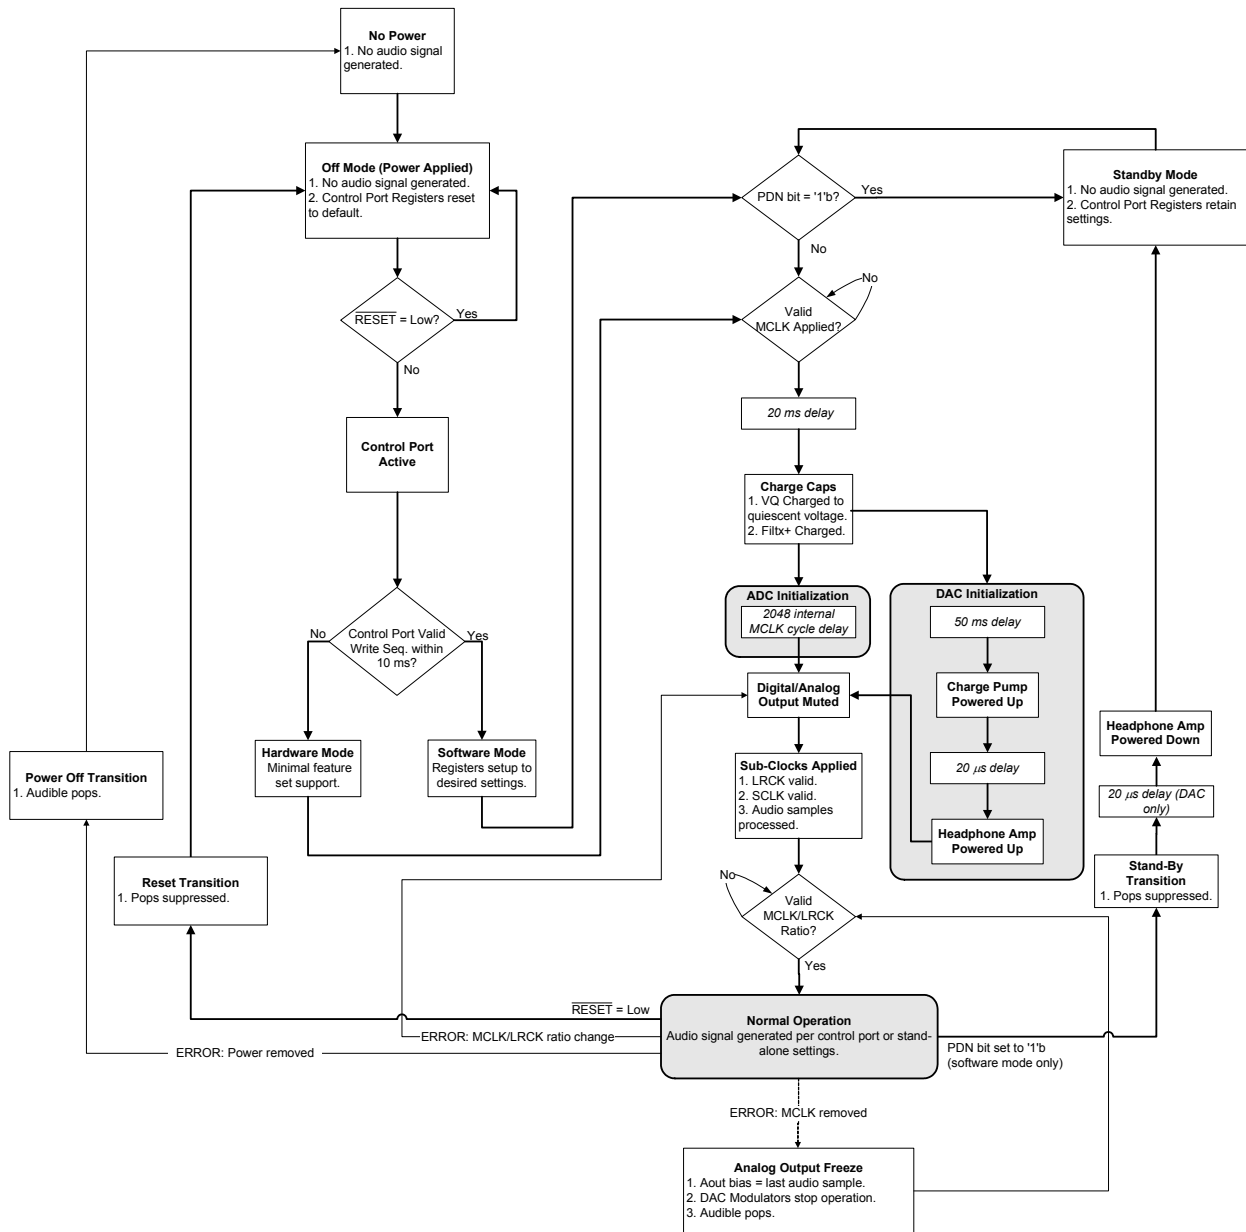 No Power
1. No audio signal
generated.
Off Mode (Power Applied)
1. No audio signal generated.
2. Control Port Registers reset
to default.
RESET = Low?
Yes
No
Control Port
Active
Control Port Valid
Write Seq. within
10 ms?
No
Yes
Hardware Mode
Minimal feature
set support.
Software Mode
Registers setup to
desired settings.
Power Off Transition
1. Audible pops.
Reset Transition
1. Pops suppressed.
PDN bit = '1'b?
Yes
No
Standby Mode
1. No audio signal generated.
2. Control Port Registers retain
settings.
Valid
MCLK Applied?
No
20 ms delay
Charge Caps
1. VQ Charged to
quiescent voltage.
2. Filtx+ Charged.
ADC Initialization
2048 internal
MCLK cycle delay
DAC Initialization
50 ms delay
Charge Pump
Powered Up
20 μs delay
Headphone Amp
Powered Up
Digital/Analog
Output Muted
Sub-Clocks Applied
1. LRCK valid.
2. SCLK valid.
3. Audio samples
processed.
No
Valid
MCLK/LRCK
Ratio?
Yes
Headphone Amp
Powered Down
20 μs delay (DAC
only)
Stand-By
Transition
1. Pops suppressed.
RESET = Low
ERROR: MCLK/LRCK ratio change
ERROR: Power removed
Normal Operation
Audio signal generated per control port or stand-
alone settings.
PDN bit set to '1'b
(software mode only)
ERROR: MCLK removed
Analog Output Freeze
1. Aout bias = last audio sample.
2. DAC Modulators stop operation.
3. Audible pops.